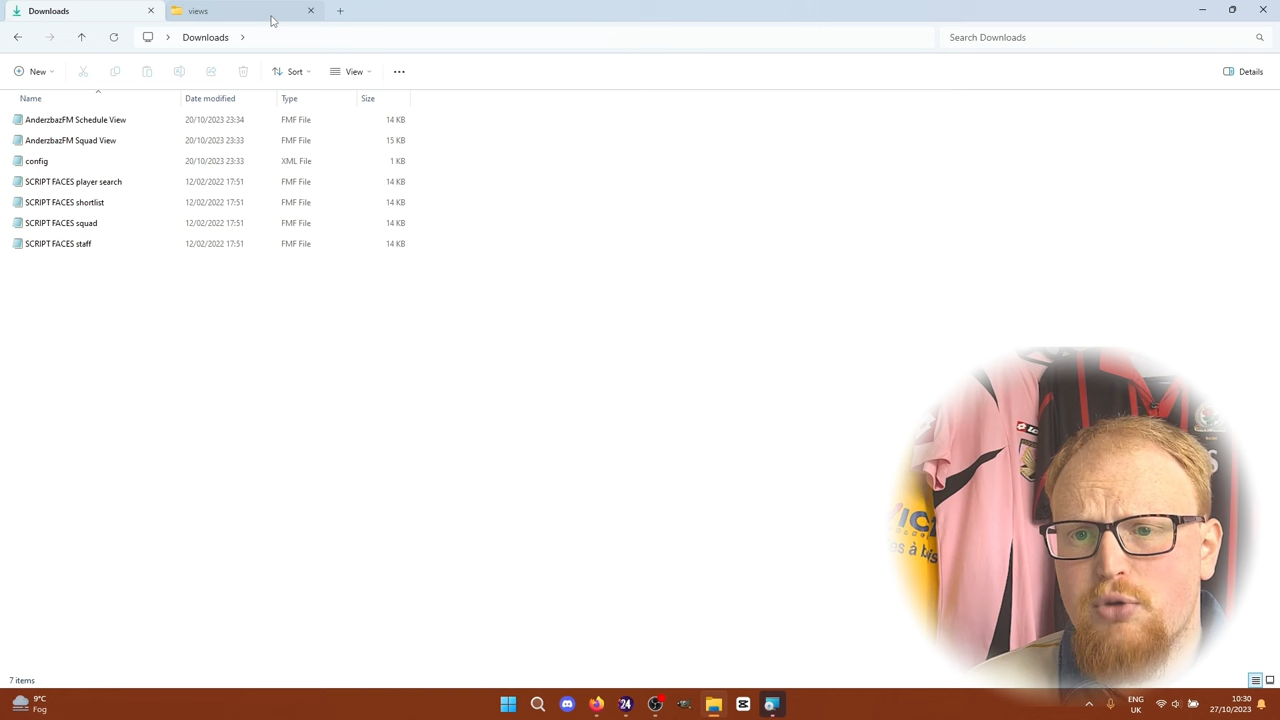 Downloads
views
Downloads
Search Downloads
New
Sort
View
Details
Name
Date modified
Type
Size
AnderzbazFM Schedule View
20/10/2023 23:34
FMF File
14 KB
AnderzbazFM Squad View
20/10/2023 23:33
FMF File
15 KB
config
20/10/2023 23:33
XML File
1 KB
SCRIPT FACES player search
12/02/2022 17:51
FMF File
14 KB
SCRIPT FACES shortlist
12/02/2022 17:51
FMF File
14 KB
SCRIPT FACES squad
12/02/2022 17:51
FMF File
14 KB
SCRIPT FACES staff
12/02/2022 17:51
FMF File
14 KB
7 items
9°C
Fog
24
ENG
UK
10:30
27/10/2023